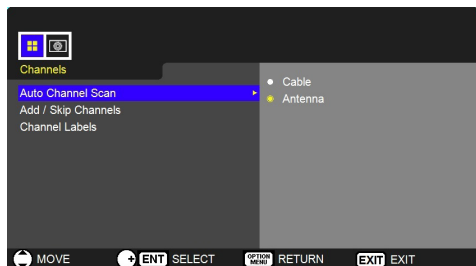 Channels
Auto Channel Scan
Add / Skip Channels
Channel Labels
Cable
Antenna
MOVE + ENT SELECT OPTION MENU RETURN EXIT EXIT